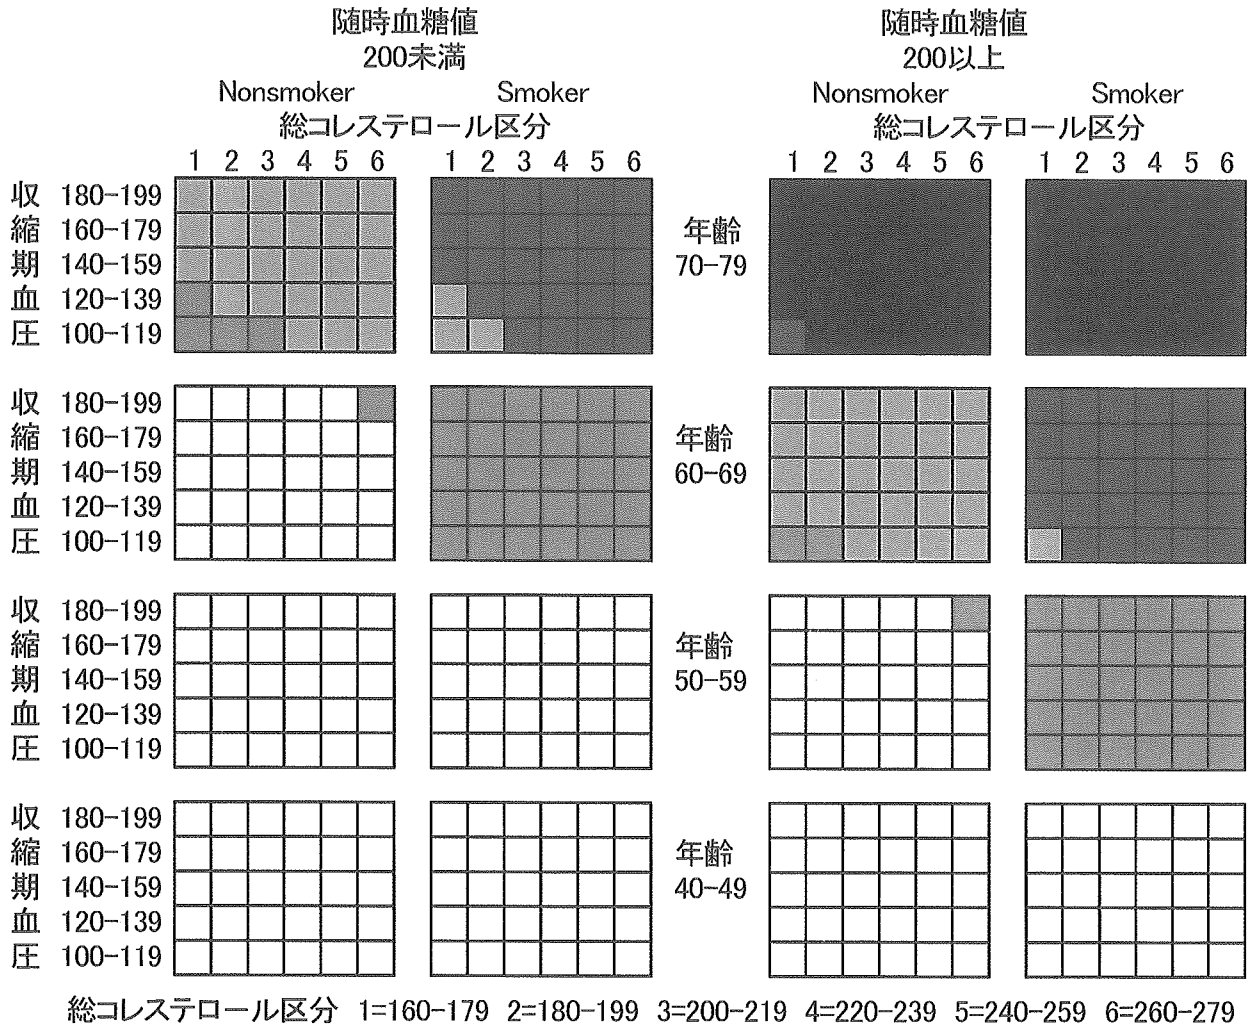 随時血糖値
200未満
随時血糖値
200以上
Nonsmoker Smoker Nonsmoker Smoker
総コレステロール区分 総コレステロール区分
1 2 3 4 5 6 1 2 3 4 5 6 1 2 3 4 5 6 1 2 3 4 5 6
収 180-199
縮 160-179
期 140-159
血 120-139
圧 100-119
年齢
70-79
収 180-199
縮 160-179
期 140-159
血 120-139
圧 100-119
年齢
60-69
収 180-199
縮 160-179
期 140-159
血 120-139
圧 100-119
年齢
50-59
収 180-199
縮 160-179
期 140-159
血 120-139
圧 100-119
年齢
40-49
総コレステロール区分 1=160-179 2=180-199 3=200-219 4=220-239 5=240-259 6=260-279